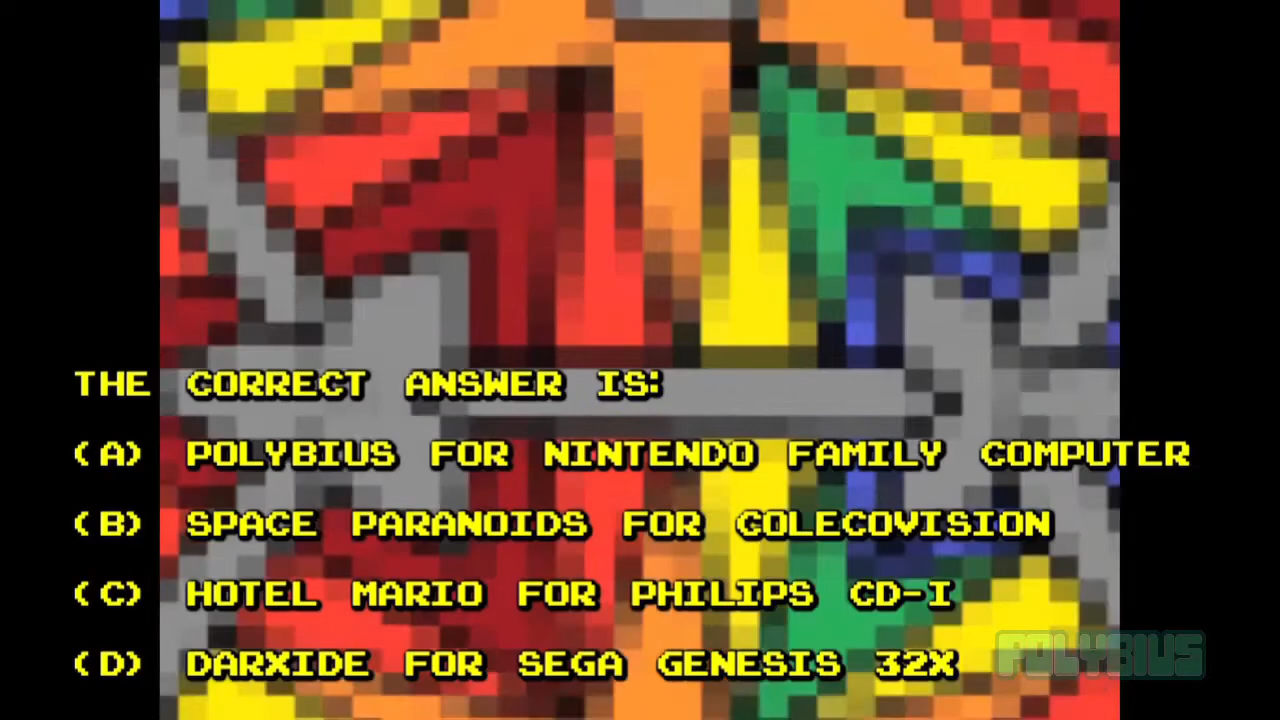 THE CORRECT ANSWER IS:
(A) POLYBIUS FOR NINTENDO FAMILY COMPUTER
(B) SPACE PARANOIDS FOR COLECOVISION
(C) HOTEL MARIO FOR PHILIPS CD-I
(D) DARXIDE FOR SEGA GENESIS 32X
POLYBIUS